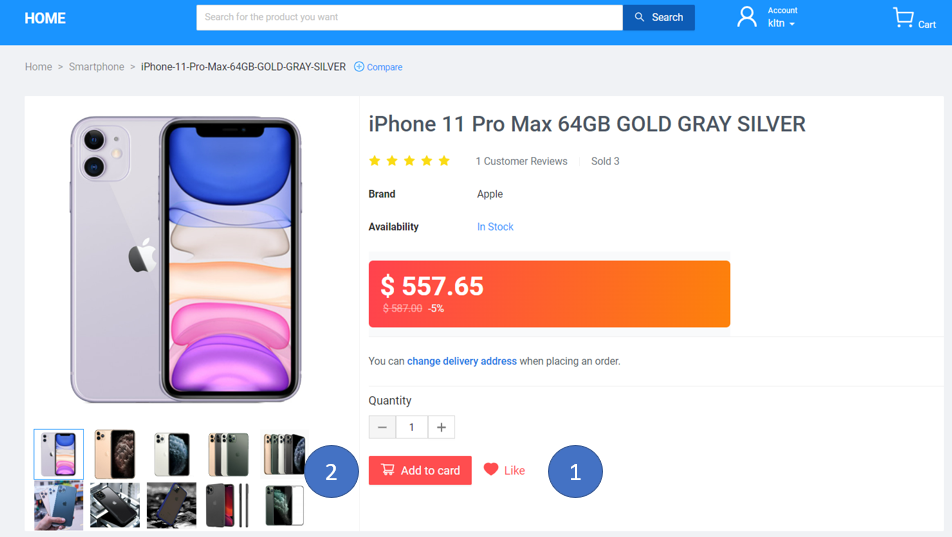 HOME
Search for the product you want
Search
Account
kltn
Cart
Home > Smartphone > iPhone-11-Pro-Max-64GB-GOLD-GRAY-SILVER Compare
iPhone 11 Pro Max 64GB GOLD GRAY SILVER
1 Customer Reviews
Sold 3
Brand Apple
Availability In Stock
$ 557.65
$ 587.00 -5%
You can change delivery address when placing an order.
Quantity
1
2
Add to card
Like
1